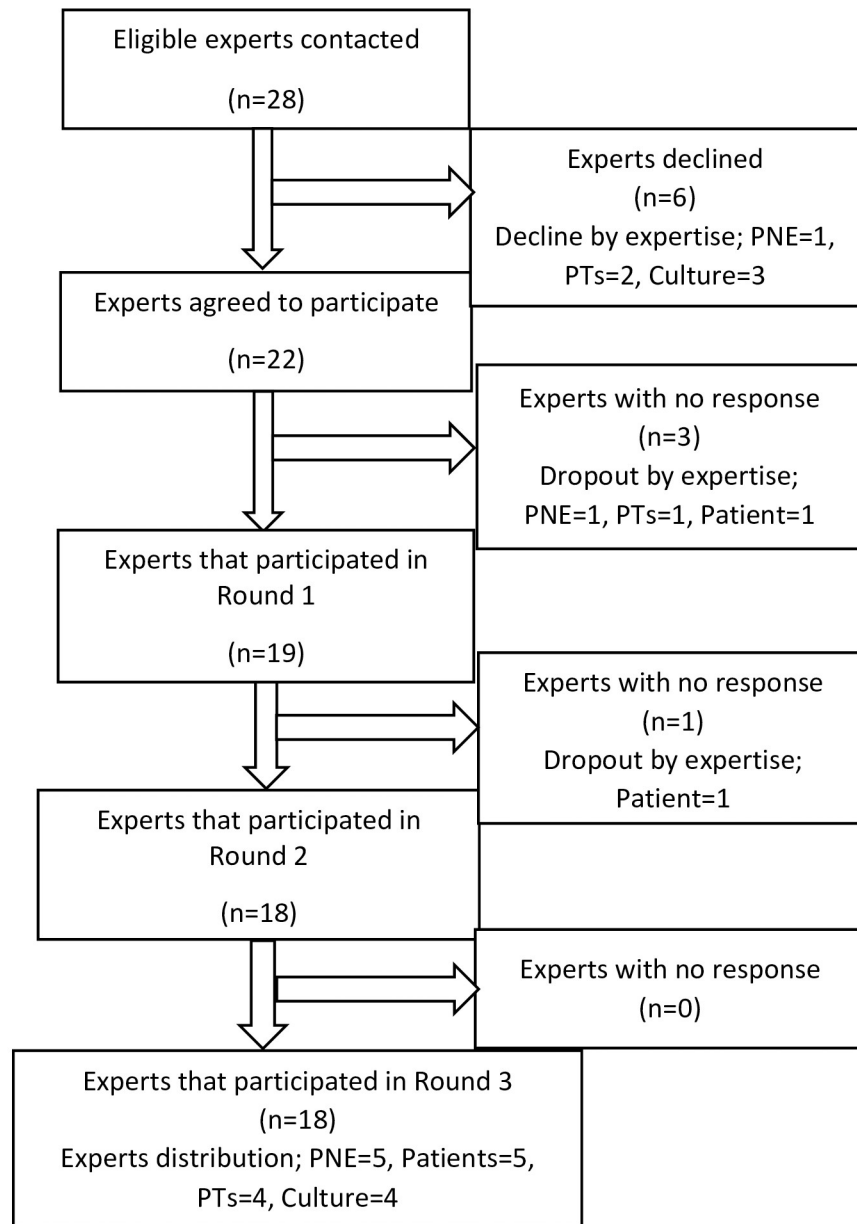 Eligible experts contacted
(n=28)
Experts declined
(n=6)
Decline by expertise; PNE=1,
PTs=2, Culture=3
Experts agreed to participate
(n=22)
Experts with no response
(n=3)
Dropout by expertise;
PNE=1, PTs=1, Patient=1
Experts that participated in
Round 1
(n=19)
Experts with no response
(n=1)
Dropout by expertise;
Patient=1
Experts that participated in
Round 2
(n=18)
Experts with no response
(n=0)
Experts that participated in Round 3
(n=18)
Experts distribution; PNE=5, Patients=5,
PTs=4, Culture=4